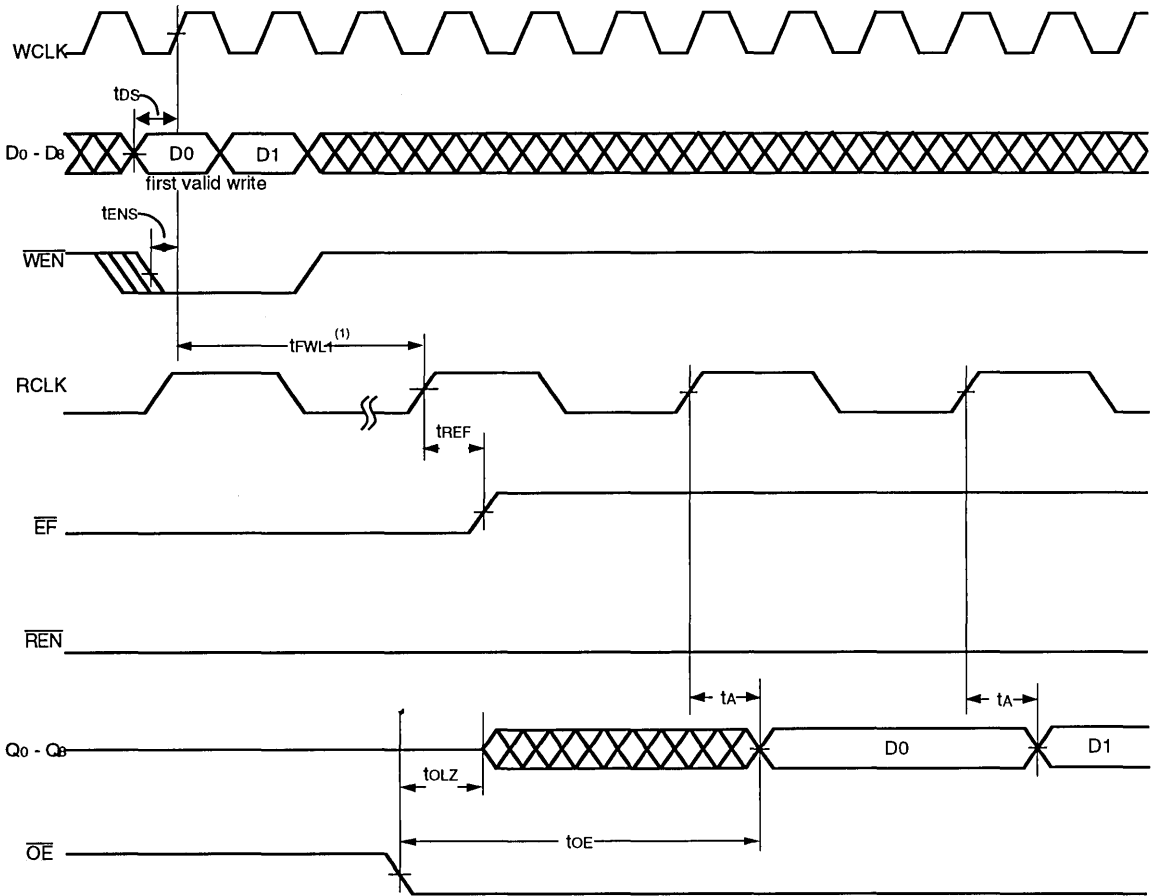 WCLK
tDS
D0 - D8
D0
D1
first valid write
tENS
WEN
tFWL1(1)
RCLK
tREF
EF
REN
tA
tA
Q0 - Q8
D0
D1
tOLZ
tOE
OE